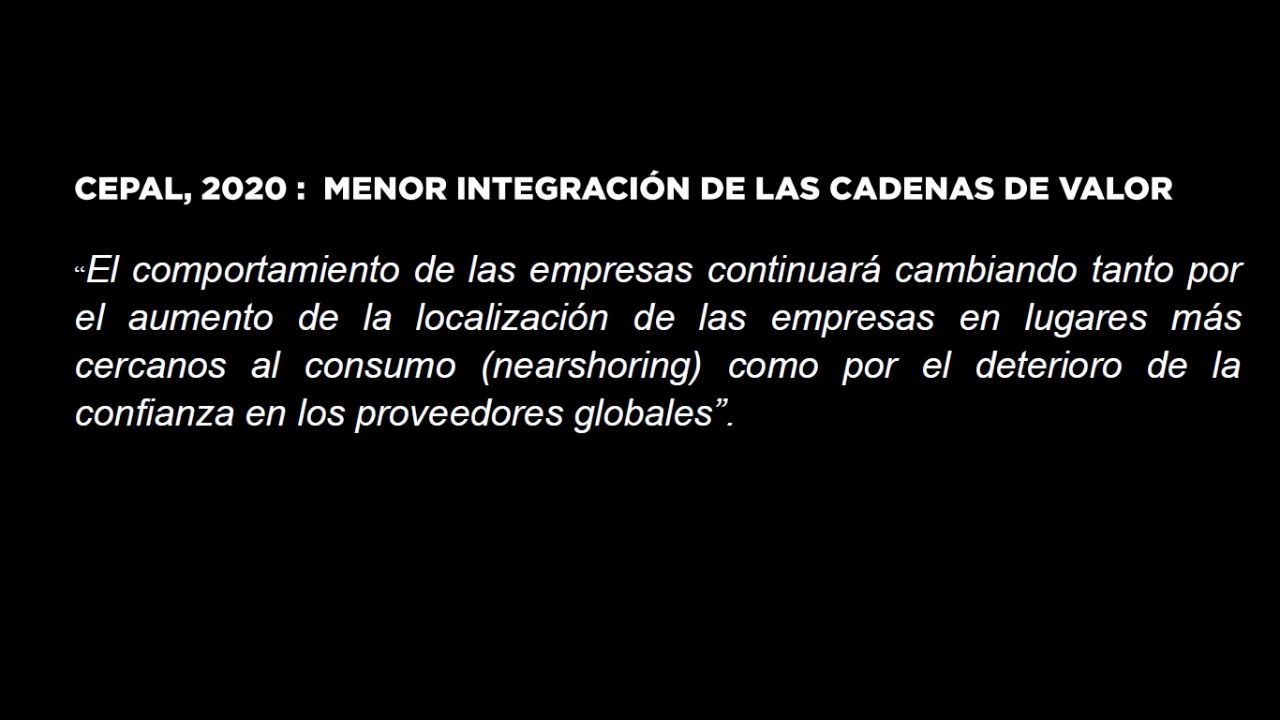 CEPAL, 2020 :  MENOR INTEGRACIÓN DE LAS CADENAS DE VALOR
“El comportamiento de las empresas continuará cambiando tanto por
el aumento de la localización de las empresas en lugares más
cercanos al consumo (nearshoring) como por el deterioro de la
confianza en los proveedores globales”.